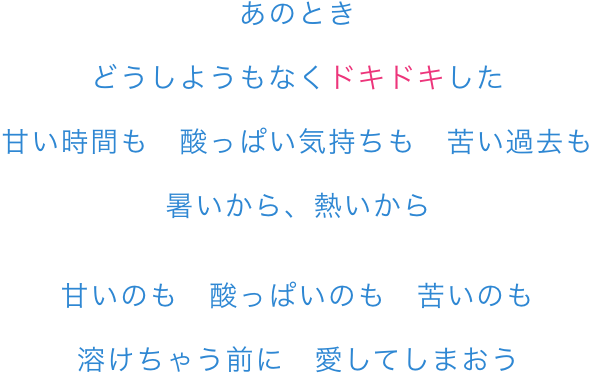 あのとき
どうしようもなくドキドキした
甘い時間も　酸っぱい気持ちも　苦い過去も
暑いから、熱いから
甘いのも　酸っぱいのも　苦いのも
溶けちゃう前に　愛してしまおう